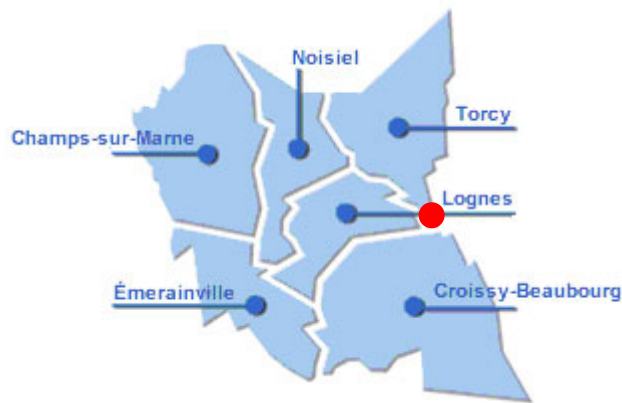 Noisiel
Torcy
Champs-sur-Marne
Lognes
Émerainville
Croissy-Beaubourg